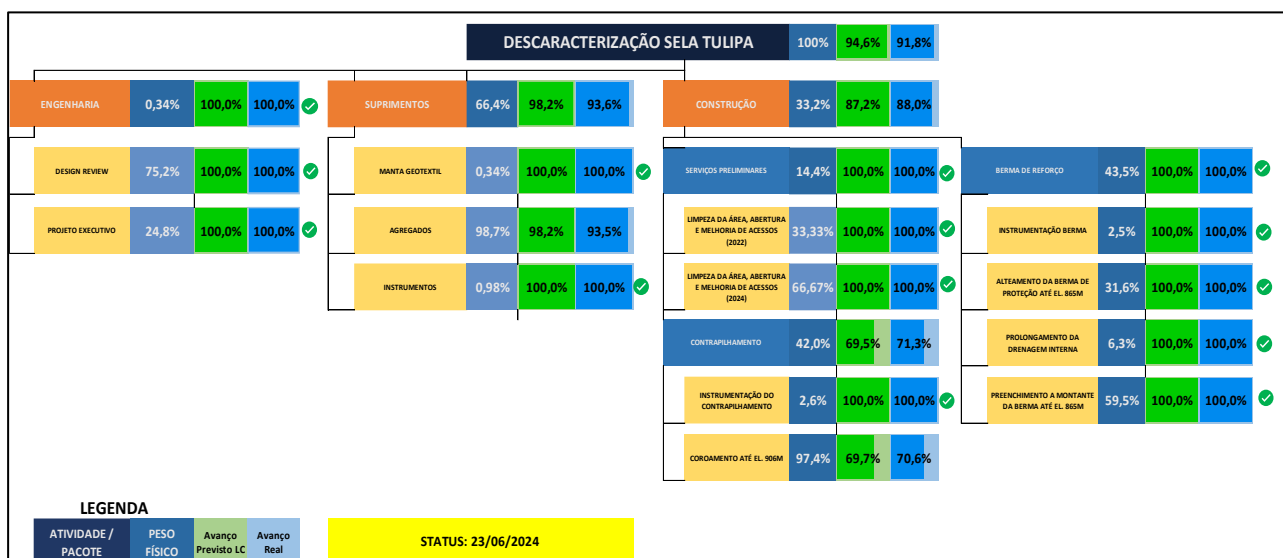 DESCARACTERIZAÇÃO SELA TULIPA 100% 94,6% 91,8%
ENGENHARIA 0,34% 100,0% 100,0%
DESIGN REVIEW 75,2% 100,0% 100,0%
PROJETO EXECUTIVO 24,8% 100,0% 100,0%
SUPRIMENTOS 66,4% 98,2% 93,6%
MANTA GEOTEXTIL 0,34% 100,0% 100,0%
AGREGADOS 98,7% 98,2% 93,5%
INSTRUMENTOS 0,98% 100,0% 100,0%
CONSTRUÇÃO 33,2% 87,2% 88,0%
SERVIÇOS PRELIMINARES 14,4% 100,0% 100,0%
LIMPEZA DA ÁREA, ABERTURA
E MELHORIA DE ACESSOS
(2022)
33,33% 100,0% 100,0%
LIMPEZA DA ÁREA, ABERTURA
E MELHORIA DE ACESSOS
(2024)
66,67% 100,0% 100,0%
CONTRAPILHAMENTO 42,0% 69,5% 71,3%
INSTRUMENTAÇÃO DO
CONTRAPILHAMENTO
2,6% 100,0% 100,0%
COROAMENTO ATÉ EL. 906M 97,4% 69,7% 70,6%
BERMA DE REFORÇO 43,5% 100,0% 100,0%
INSTRUMENTAÇÃO BERMA 2,5% 100,0% 100,0%
ALTEAMENTO DA BERMA DE
PROTEÇÃO ATÉ EL. 865M
31,6% 100,0% 100,0%
PROLONGAMENTO DA
DRENAGEM INTERNA
6,3% 100,0% 100,0%
PREENCHIMENTO A MONTANTE
DA BERMA ATÉ EL. 865M
59,5% 100,0% 100,0%
LEGENDA
ATIVIDADE /
PACOTE
PESO
FÍSICO
Avanço
Previsto LC
Avanço
Real
STATUS: 23/06/2024